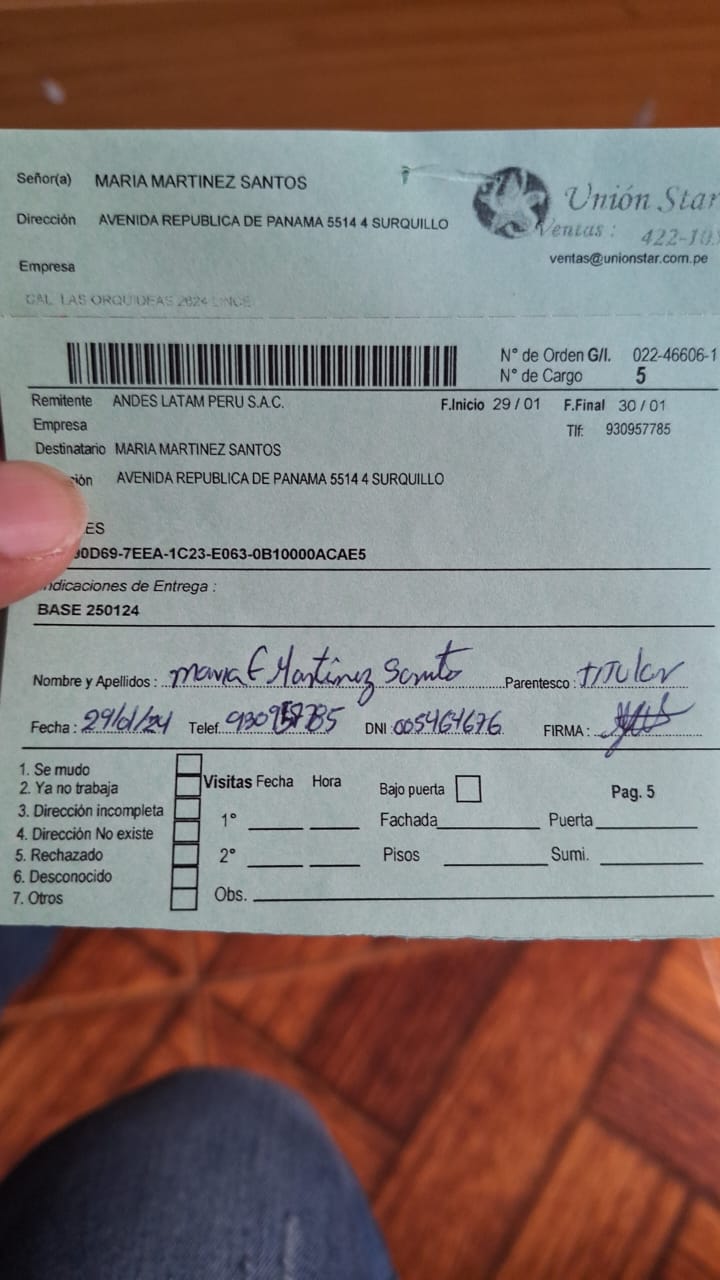 Señor(a) MARIA MARTINEZ SANTOS
Unión Star
Dirección AVENIDA REPUBLICA DE PANAMA 5514 4 SURQUILLO
Ventas : 422-10
ventas@unionstar.com.pe
Empresa
CAL. LAS ORQUIDEAS 2624 LINCE
N° de Orden G/I. 022-46606-1
N° de Cargo 5
Remitente ANDES LATAM PERU S.A.C.
F.Inicio 29 / 01 F.Final 30 / 01
Empresa
Tlf: 930957785
Destinatario MARIA MARTINEZ SANTOS
ión AVENIDA REPUBLICA DE PANAMA 5514 4 SURQUILLO
ES
90D69-7EEA-1C23-E063-0B10000ACAE5
ndicaciones de Entrega :
BASE 250124
Nombre y Apellidos : Maria E Martinez Santo Parentesco : TITULAR
Fecha : 29/01/24 Telef. 930957785 DNI 005464676 FIRMA :
1. Se mudo
2. Ya no trabaja
3. Dirección incompleta
4. Dirección No existe
5. Rechazado
6. Desconocido
7. Otros
Visitas Fecha Hora
1°
2°
Obs.
Bajo puerta
Pag. 5
Fachada Puerta
Pisos Sumi.